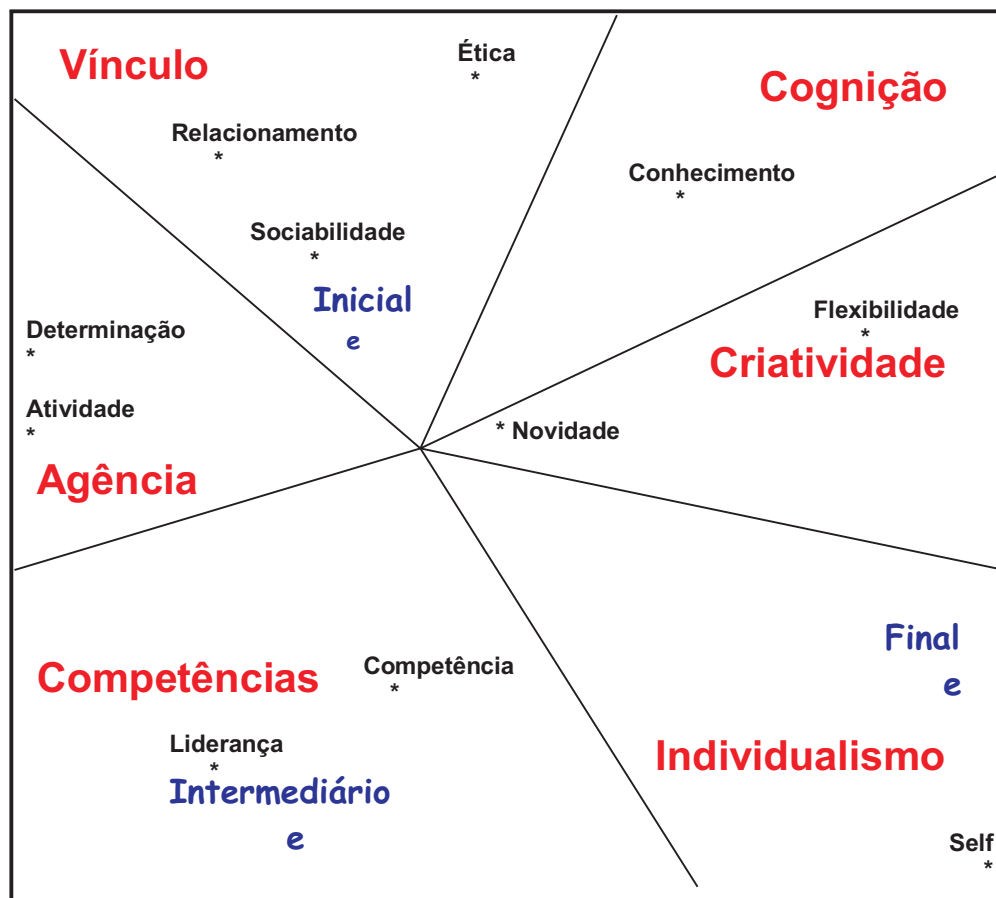 Ética
*
Vínculo
Cognição
Relacionamento
*
Conhecimento
*
Sociabilidade
*
Inicial
e
Flexibilidade
*
Criatividade
Determinação
*
Atividade
*
* Novidade
Agência
Final
e
Competências
Competência
*
Liderança
*
Individualismo
Intermediário
e
Self
*